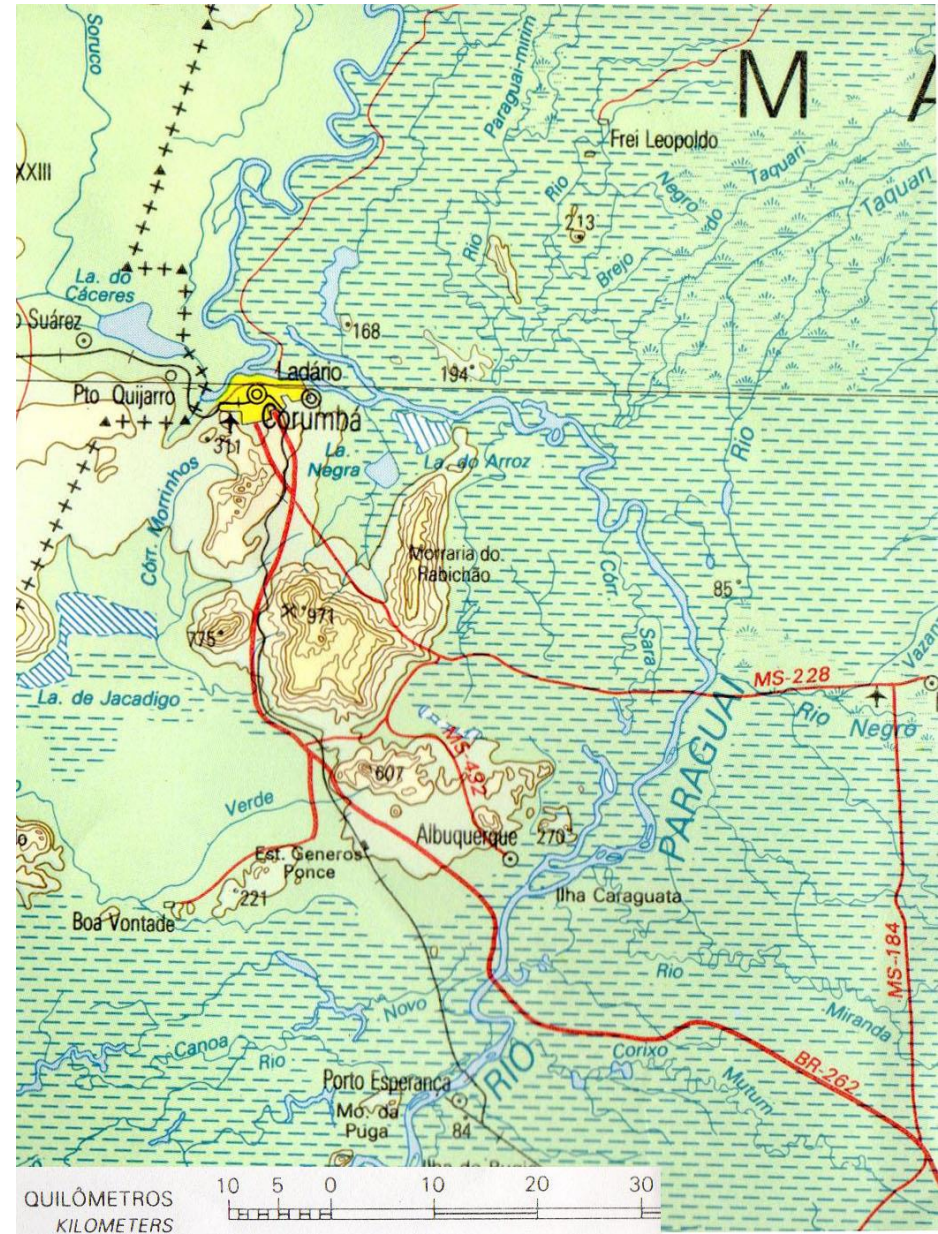 Soruco
Paraguai-mirim
M
A
XXIII
Frei Leopoldo
Rio
Negro
do
Taquari
Taquari
213
Rio
Brejo
La. do
Cáceres
Suárez
168
194
Ladário
Pto Quijarro
Corumbá
311
La.
Negra
La. do Arroz
Rio
Córr. Morrinhos
Morraria do
Rabichão
Córr
Sara
85
971
775
MS-228
Vazan
La. de Jacadigo
Rio
Negro
MS-492
PARAGUAI
607
Verde
Albuquerque
270
Est. Generos
Ponce
221
Ilha Caraguata
Boa Vontade
MS-184
Rio
Novo
Miranda
Canoa
Rio
Corixo
Mutum
BR-262
RIO
Porto Esperança
Mo. da
Puga
84
QUILÔMETROS
KILOMETERS
10 5 0 10 20 30